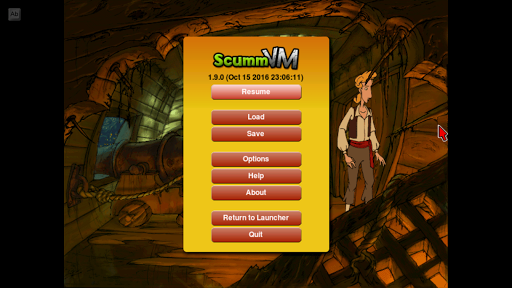 Ab
ScummVM
1.9.0 (Oct 15 2016 23:06:11)
Resume
Load
Save
Options
Help
About
Return to Launcher
Quit